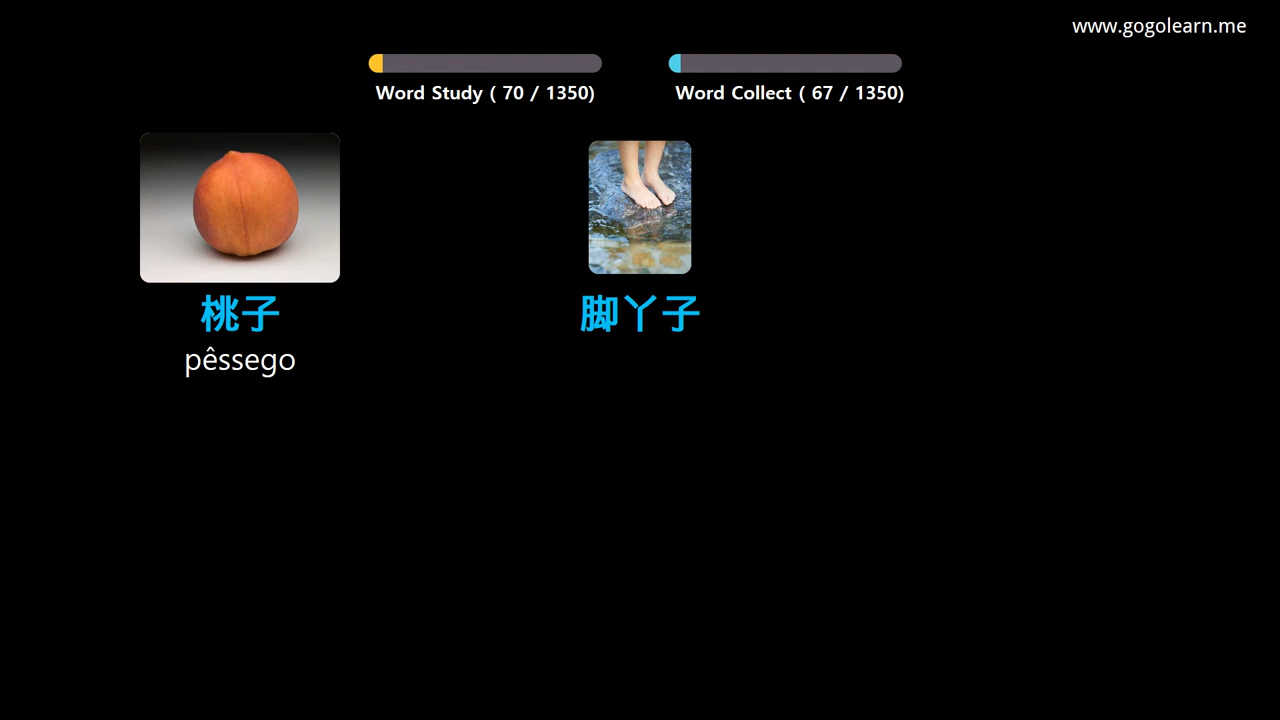 www.gogolearn.me
Word Study ( 70 / 1350)
Word Collect ( 67 / 1350)
桃子
pêssego
脚丫子